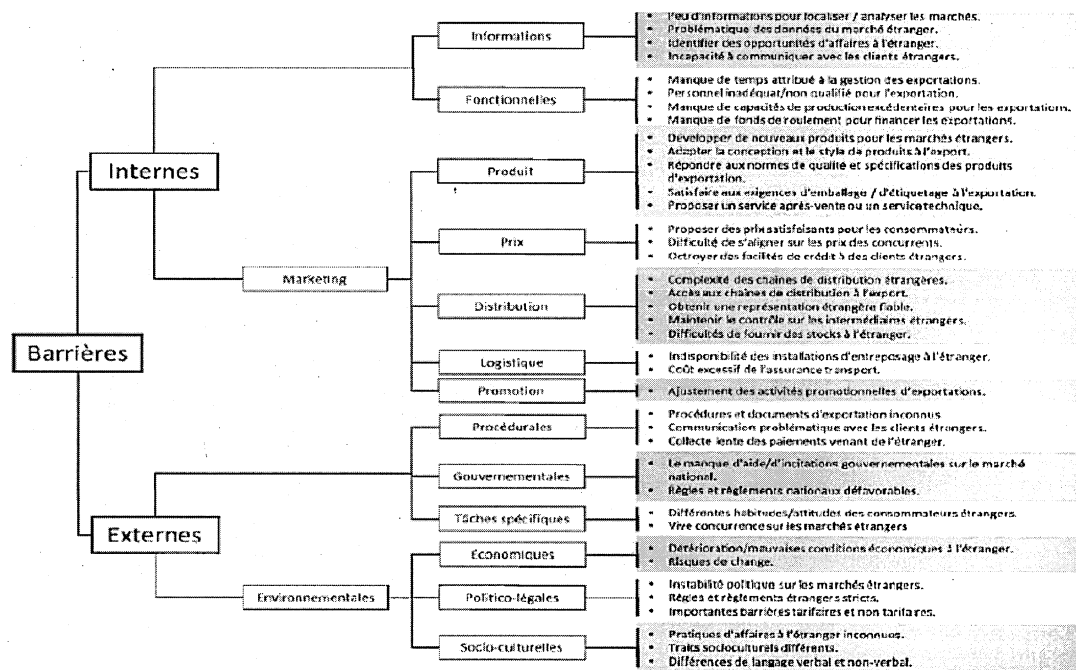 Barrières
Internes
Informations
• Peu d'informations pour localiser / analyser les marchés.
• Problématique des données du marché étranger.
• Identifier des opportunités d'affaires à l'étranger.
• Incapacité à communiquer avec les clients étrangers.
Fonctionnelles
• Manque de temps attribué à la gestion des exportations.
• Personnel inadéquat/non qualifié pour l'exportation.
• Manque de capacités de production excédentaires pour les exportations.
• Manque de fonds de roulement pour financer les exportations.
Marketing
Produit
• Développer de nouveaux produits pour les marchés étrangers.
• Adapter la conception et le style de produits à l'export.
• Répondre aux normes de qualité et spécifications des produits
d'exportation.
• Satisfaire aux exigences d'emballage / d'étiquetage à l'exportation.
• Proposer un service après-vente ou un service technique.
Prix
• Proposer des prix satisfaisants pour les consommateurs.
• Difficulté de s'aligner sur les prix des concurrents.
• Octroyer des facilités de crédit à des clients étrangers.
Distribution
• Complexité des chaînes de distribution étrangères.
• Accès aux chaînes de distribution à l'export.
• Obtenir une représentation étrangère fiable.
• Maintenir le contrôle sur les intermédiaires étrangers.
• Difficultés de fournir des stocks à l'étranger.
Logistique
• Indisponibilité des installations d'entreposage à l'étranger.
• Coût excessif de l'assurance transport.
Promotion
• Ajustement des activités promotionnelles d'exportations.
Externes
Procédurales
• Procédures et documents d'exportation inconnus
• Communication problématique avec les clients étrangers.
• Collecte lente des paiements venant de l'étranger.
Gouvernementales
• Le manque d'aide/d'incitations gouvernementales sur le marché
national.
• Règles et règlements nationaux défavorables.
Tâches spécifiques
• Différentes habitudes/attitudes des consommateurs étrangers.
• Vive concurrence sur les marchés étrangers
Environnementales
Économiques
• Détérioration/mauvaises conditions économiques à l'étranger.
• Risques de change.
Politico-légales
• Instabilité politique sur les marchés étrangers.
• Règles et règlements étrangers stricts.
• Importantes barrières tarifaires et non tarifaires.
Socio-culturelles
• Pratiques d'affaires à l'étranger inconnues.
• Traits socioculturels différents.
• Différences de langage verbal et non-verbal.